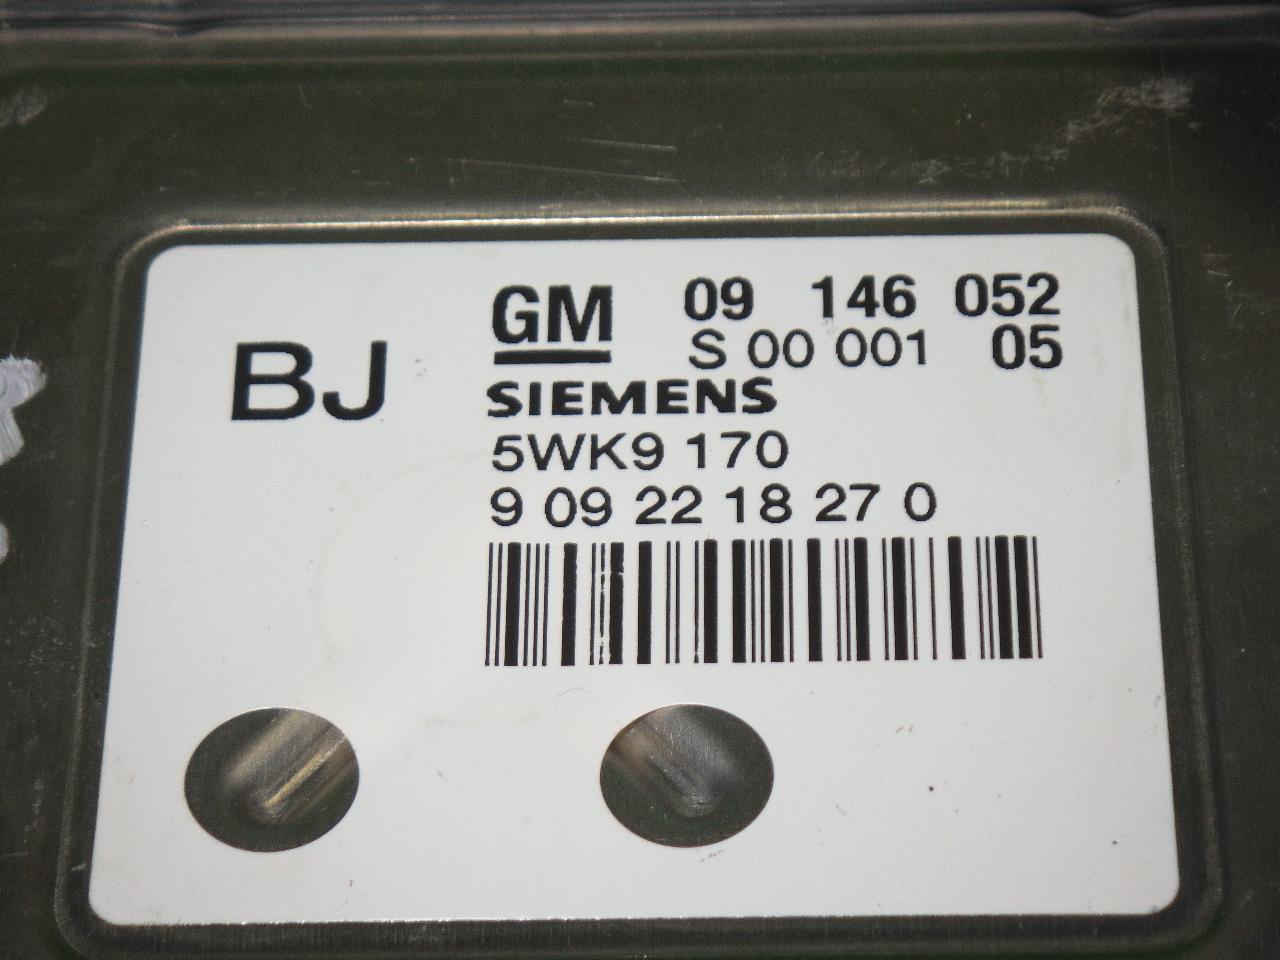 BJ
GM 09 146 052
S 00 001 05
SIEMENS
5WK9 170
9 09 22 18 27 0